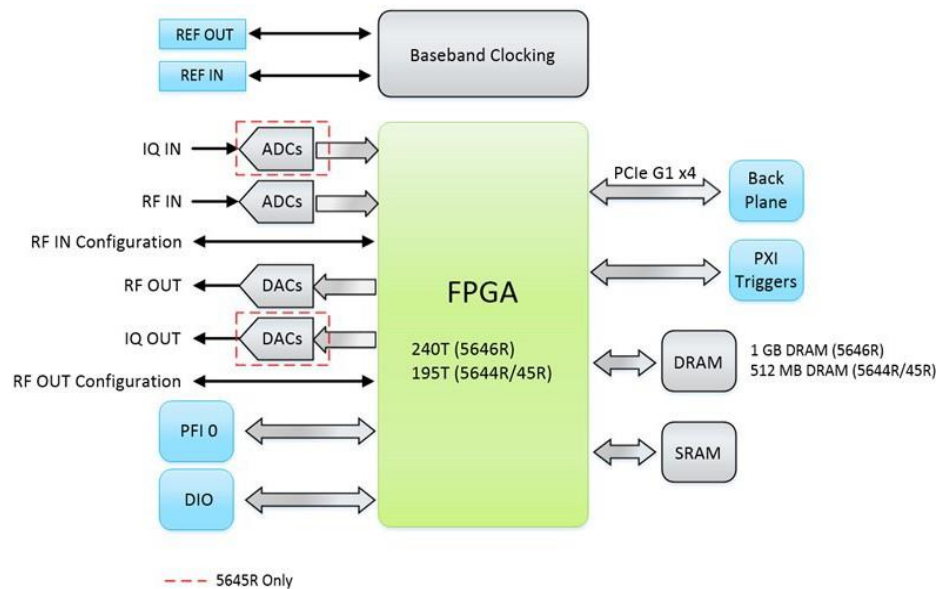 REF OUT
REF IN
Baseband Clocking
IQ IN
ADCs
RF IN
ADCs
RF IN Configuration
RF OUT
DACs
IQ OUT
DACs
RF OUT Configuration
PFI 0
DIO
FPGA
240T (5646R)
195T (5644R/45R)
PCIe G1 x4
Back
Plane
PXI
Triggers
DRAM
1 GB DRAM (5646R)
512 MB DRAM (5644R/45R)
SRAM
5645R Only